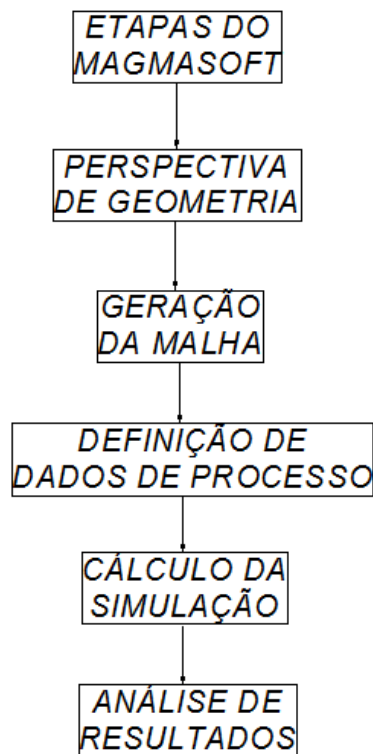 ETAPAS DO
MAGMASOFT
PERSPECTIVA
DE GEOMETRIA
GERAÇÃO
DA MALHA
DEFINIÇÃO DE
DADOS DE PROCESSO
CÁLCULO DA
SIMULAÇÃO
ANÁLISE DE
RESULTADOS